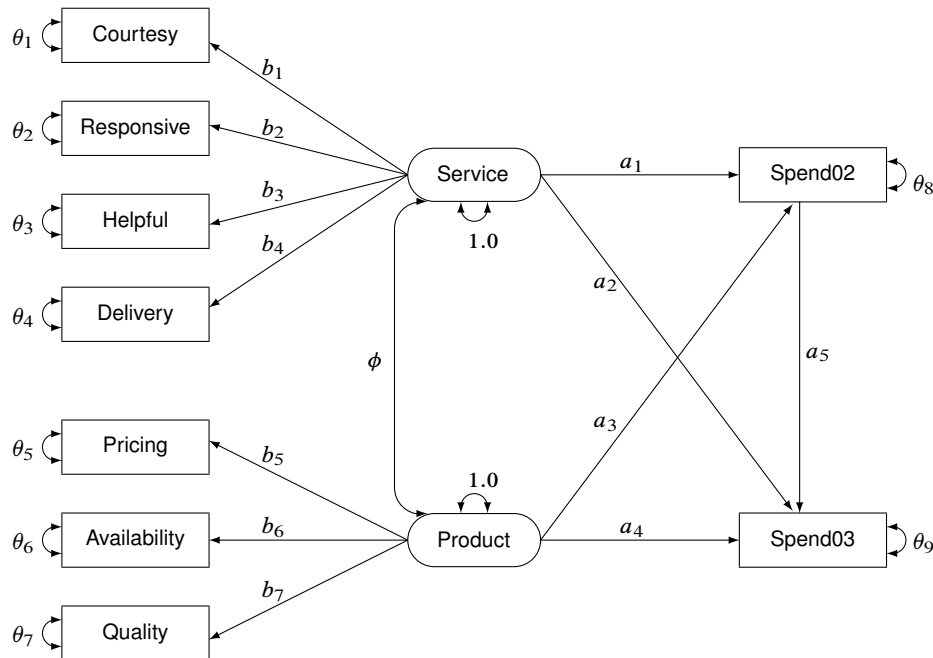 θ1
Courtesy
b1
θ2
Responsive
b2
θ3
Helpful
b3
θ4
Delivery
b4
Service
1.0
a1
Spend02
θ8
a2
ϕ
a3
a5
θ5
Pricing
b5
θ6
Availability
b6
θ7
Quality
b7
1.0
Product
a4
Spend03
θ9